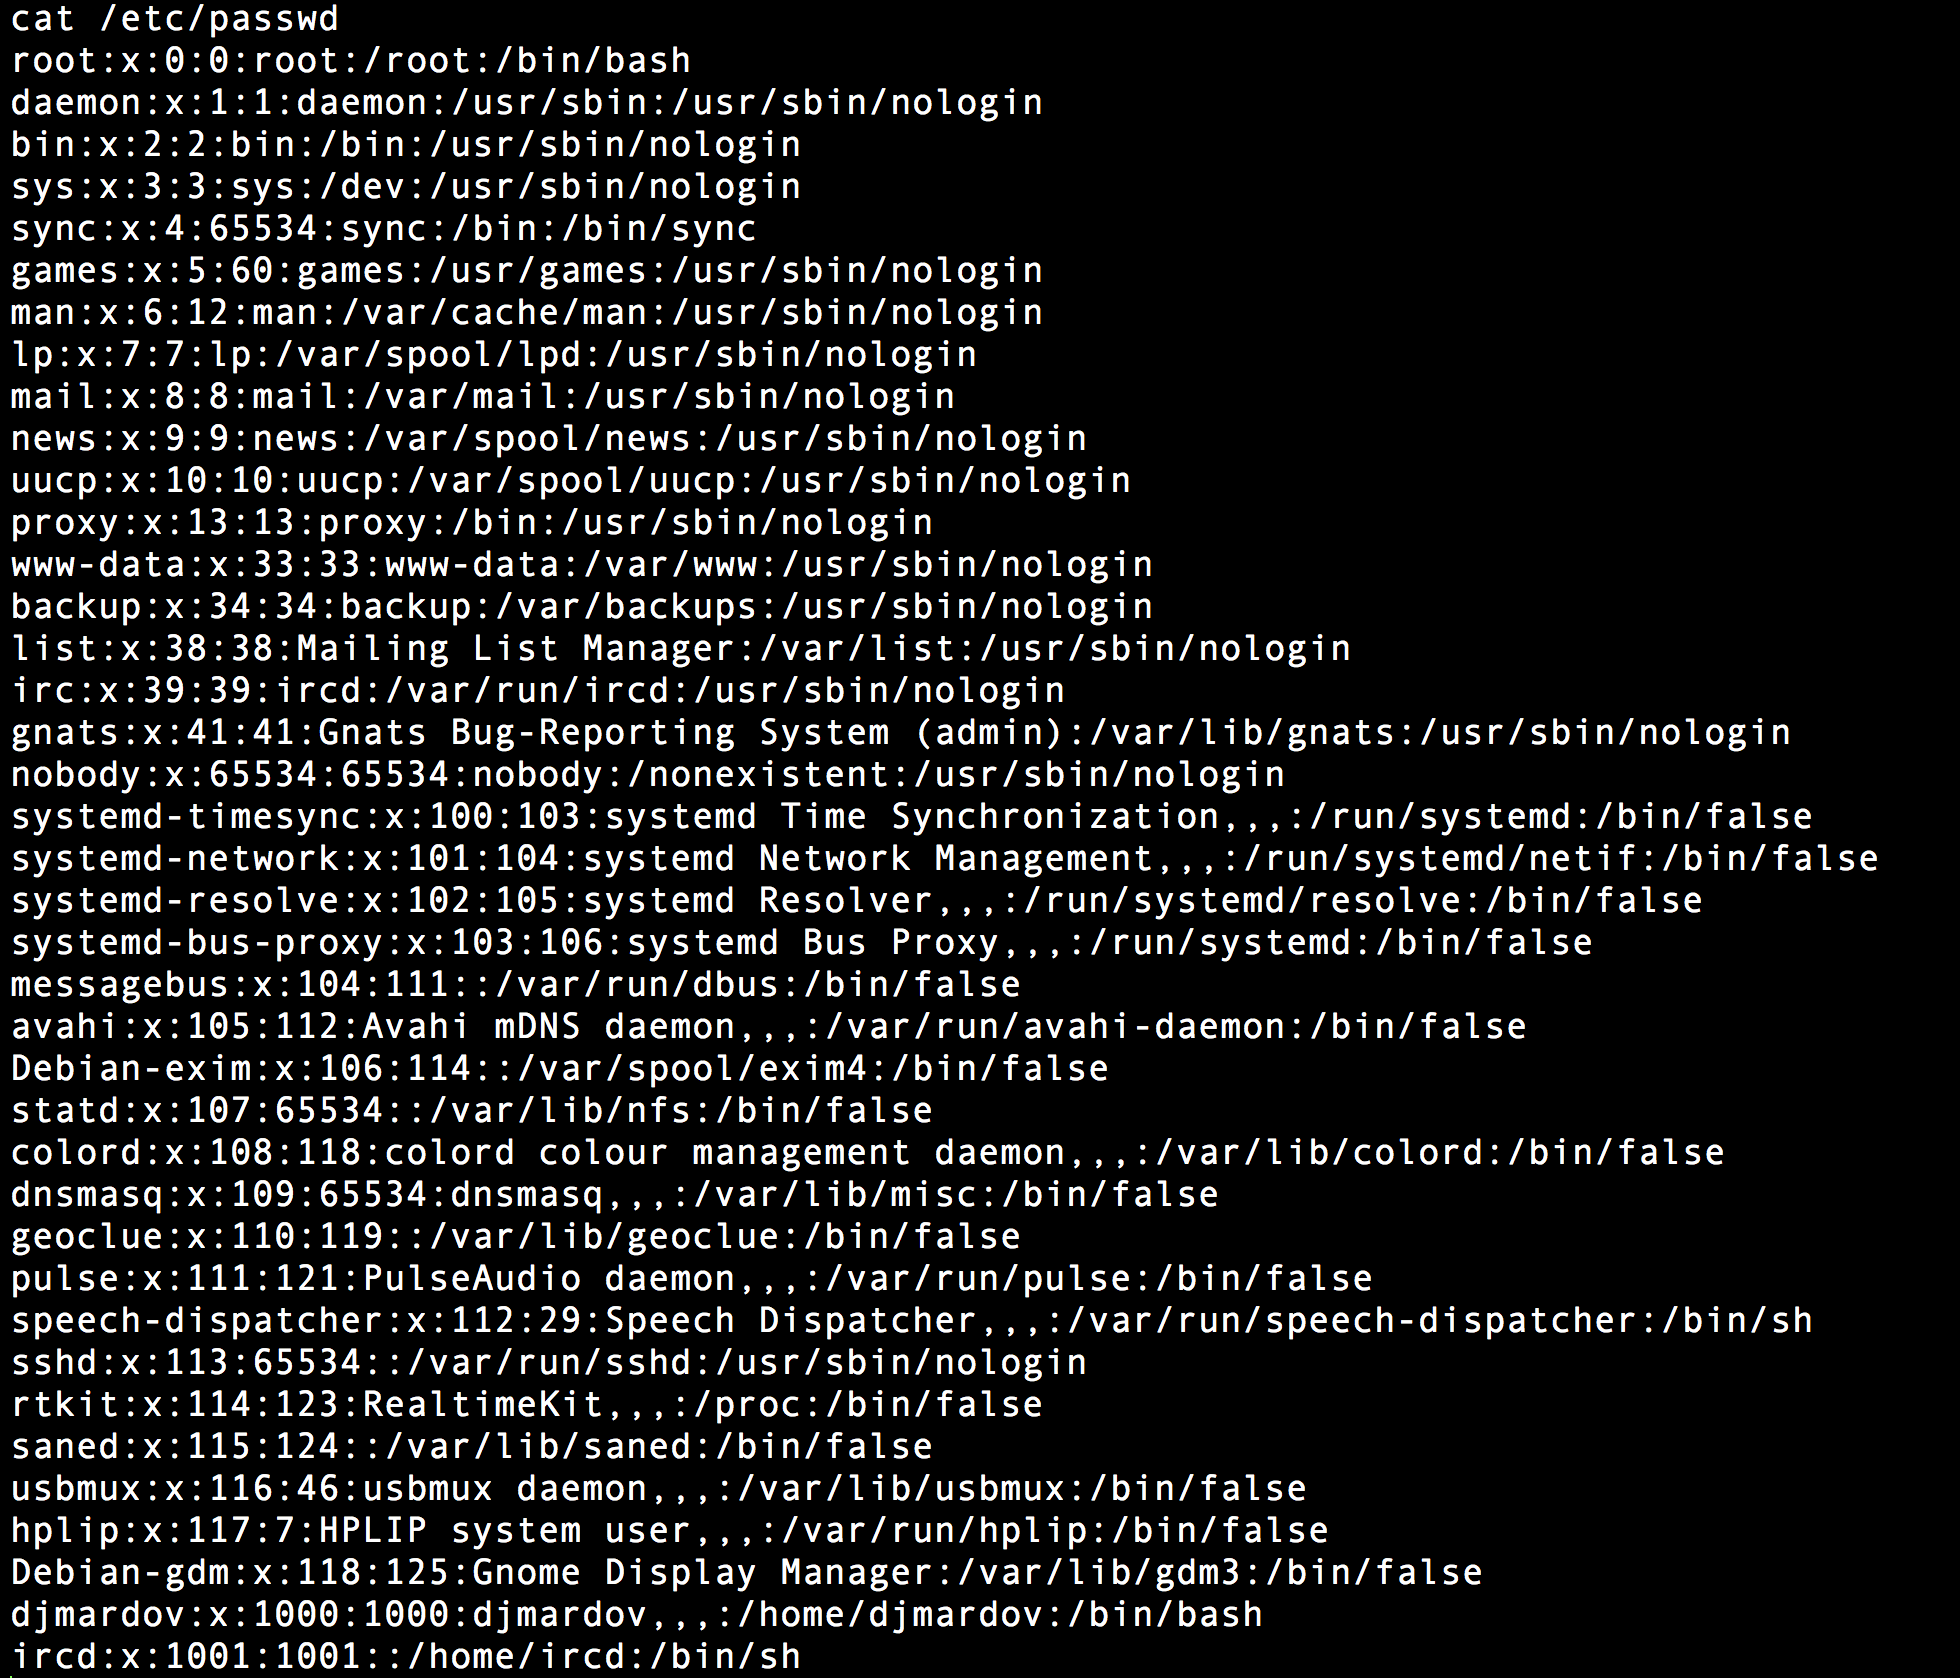 cat /etc/passwd
root:x:0:0:root:/root:/bin/bash
daemon:x:1:1:daemon:/usr/sbin:/usr/sbin/nologin
bin:x:2:2:bin:/bin:/usr/sbin/nologin
sys:x:3:3:sys:/dev:/usr/sbin/nologin
sync:x:4:65534:sync:/bin:/bin/sync
games:x:5:60:games:/usr/games:/usr/sbin/nologin
man:x:6:12:man:/var/cache/man:/usr/sbin/nologin
lp:x:7:7:lp:/var/spool/lpd:/usr/sbin/nologin
mail:x:8:8:mail:/var/mail:/usr/sbin/nologin
news:x:9:9:news:/var/spool/news:/usr/sbin/nologin
uucp:x:10:10:uucp:/var/spool/uucp:/usr/sbin/nologin
proxy:x:13:13:proxy:/bin:/usr/sbin/nologin
www-data:x:33:33:www-data:/var/www:/usr/sbin/nologin
backup:x:34:34:backup:/var/backups:/usr/sbin/nologin
list:x:38:38:Mailing List Manager:/var/list:/usr/sbin/nologin
irc:x:39:39:ircd:/var/run/ircd:/usr/sbin/nologin
gnats:x:41:41:Gnats Bug-Reporting System (admin):/var/lib/gnats:/usr/sbin/nologin
nobody:x:65534:65534:nobody:/nonexistent:/usr/sbin/nologin
systemd-timesync:x:100:103:systemd Time Synchronization,,,:/run/systemd:/bin/false
systemd-network:x:101:104:systemd Network Management,,,:/run/systemd/netif:/bin/false
systemd-resolve:x:102:105:systemd Resolver,,,:/run/systemd/resolve:/bin/false
systemd-bus-proxy:x:103:106:systemd Bus Proxy,,,:/run/systemd:/bin/false
messagebus:x:104:111::/var/run/dbus:/bin/false
avahi:x:105:112:Avahi mDNS daemon,,,:/var/run/avahi-daemon:/bin/false
Debian-exim:x:106:114::/var/spool/exim4:/bin/false
statd:x:107:65534::/var/lib/nfs:/bin/false
colord:x:108:118:colord colour management daemon,,,:/var/lib/colord:/bin/false
dnsmasq:x:109:65534:dnsmasq,,,:/var/lib/misc:/bin/false
geoclue:x:110:119::/var/lib/geoclue:/bin/false
pulse:x:111:121:PulseAudio daemon,,,:/var/run/pulse:/bin/false
speech-dispatcher:x:112:29:Speech Dispatcher,,,:/var/run/speech-dispatcher:/bin/sh
sshd:x:113:65534::/var/run/sshd:/usr/sbin/nologin
rtkit:x:114:123:RealtimeKit,,,:/proc:/bin/false
saned:x:115:124::/var/lib/saned:/bin/false
usbmux:x:116:46:usbmux daemon,,,:/var/lib/usbmux:/bin/false
hplip:x:117:7:HPLIP system user,,,:/var/run/hplip:/bin/false
Debian-gdm:x:118:125:Gnome Display Manager:/var/lib/gdm3:/bin/false
djmardov:x:1000:1000:djmardov,,,:/home/djmardov:/bin/bash
ircd:x:1001:1001::/home/ircd:/bin/sh